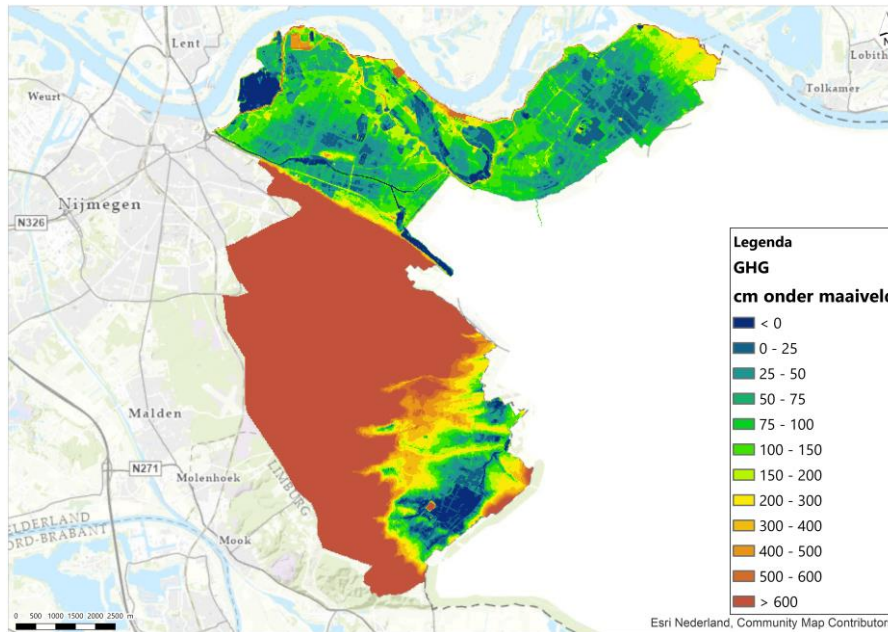 Lent
Lobith
Tolkamer
Weurt
Nijmegen
N326
Malden
N271
Molenhoek
LIMBURG
Mook
GELDERLAND
NOORD-BRABANT
Legenda
GHG
cm onder maaiveld
< 0
0 - 25
25 - 50
50 - 75
75 - 100
100 - 150
150 - 200
200 - 300
300 - 400
400 - 500
500 - 600
> 600
0 500 1000 1500 2000 2500 m
Esri Nederland, Community Map Contributor